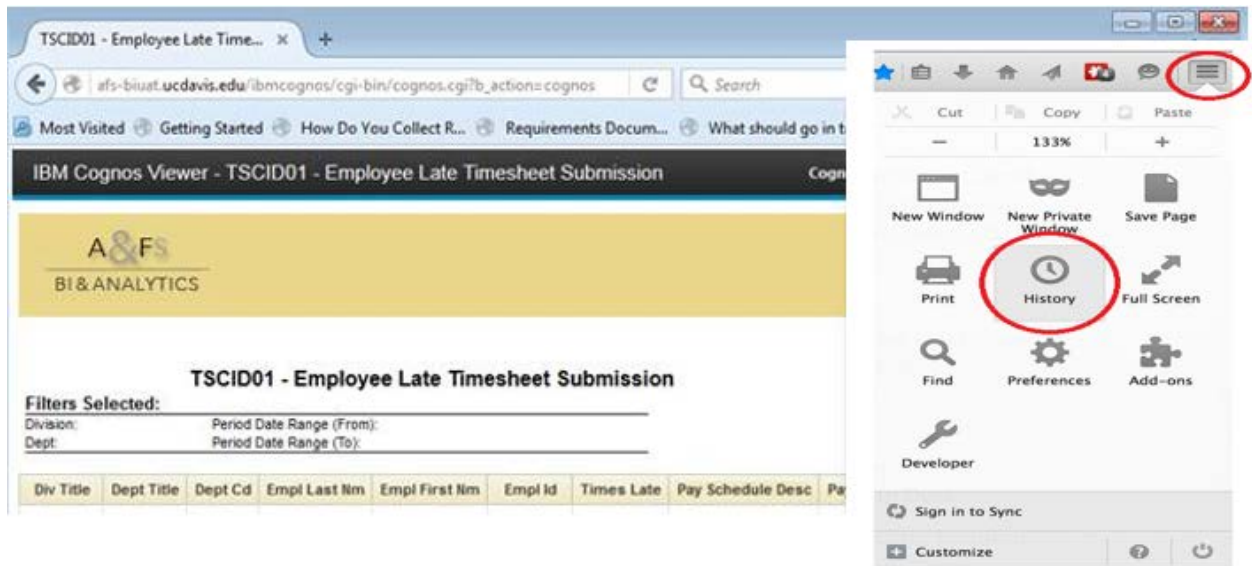 TSCID01 - Employee Late Time...
afs-biuat.ucdavis.edu/ibmcognos/cgi-bin/cognos.cgi?b_action=cognos
Search
Most Visited Getting Started How Do You Collect R... Requirements Docum... What should go in t
IBM Cognos Viewer - TSCID01 - Employee Late Timesheet Submission Cogn
A&FS
BI & ANALYTICS
TSCID01 - Employee Late Timesheet Submission
Filters Selected:
Division: Period Date Range (From):
Dept: Period Date Range (To):
Div Title Dept Title Dept Cd Empl Last Nm Empl First Nm Empl Id Times Late Pay Schedule Desc Pa
Cut Copy Paste
133%
New Window New Private Window Save Page
Print History Full Screen
Find Preferences Add-ons
Developer
Sign in to Sync
Customize